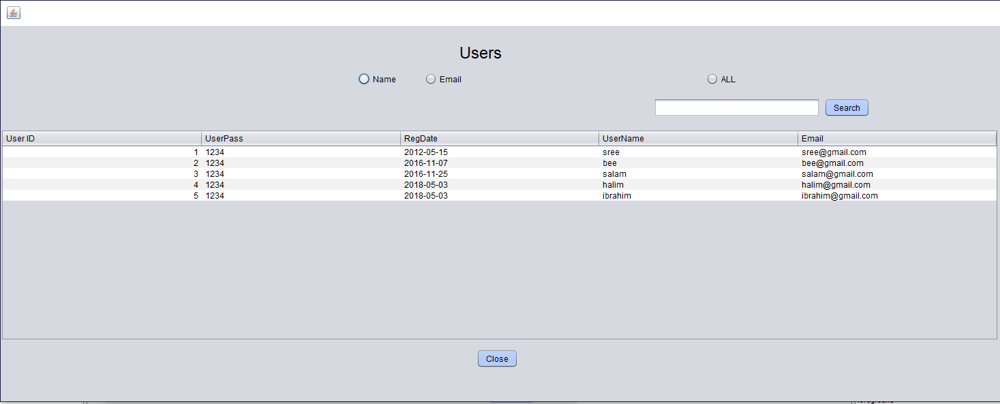 Users
Name Email ALL
Search
User ID UserPass RegDate UserName Email
1 1234 2012-05-15 sree sree@gmail.com
2 1234 2016-11-07 bee bee@gmail.com
3 1234 2016-11-25 salam salam@gmail.com
4 1234 2018-05-03 halim halim@gmail.com
5 1234 2018-05-03 ibrahim ibrahim@gmail.com
Close